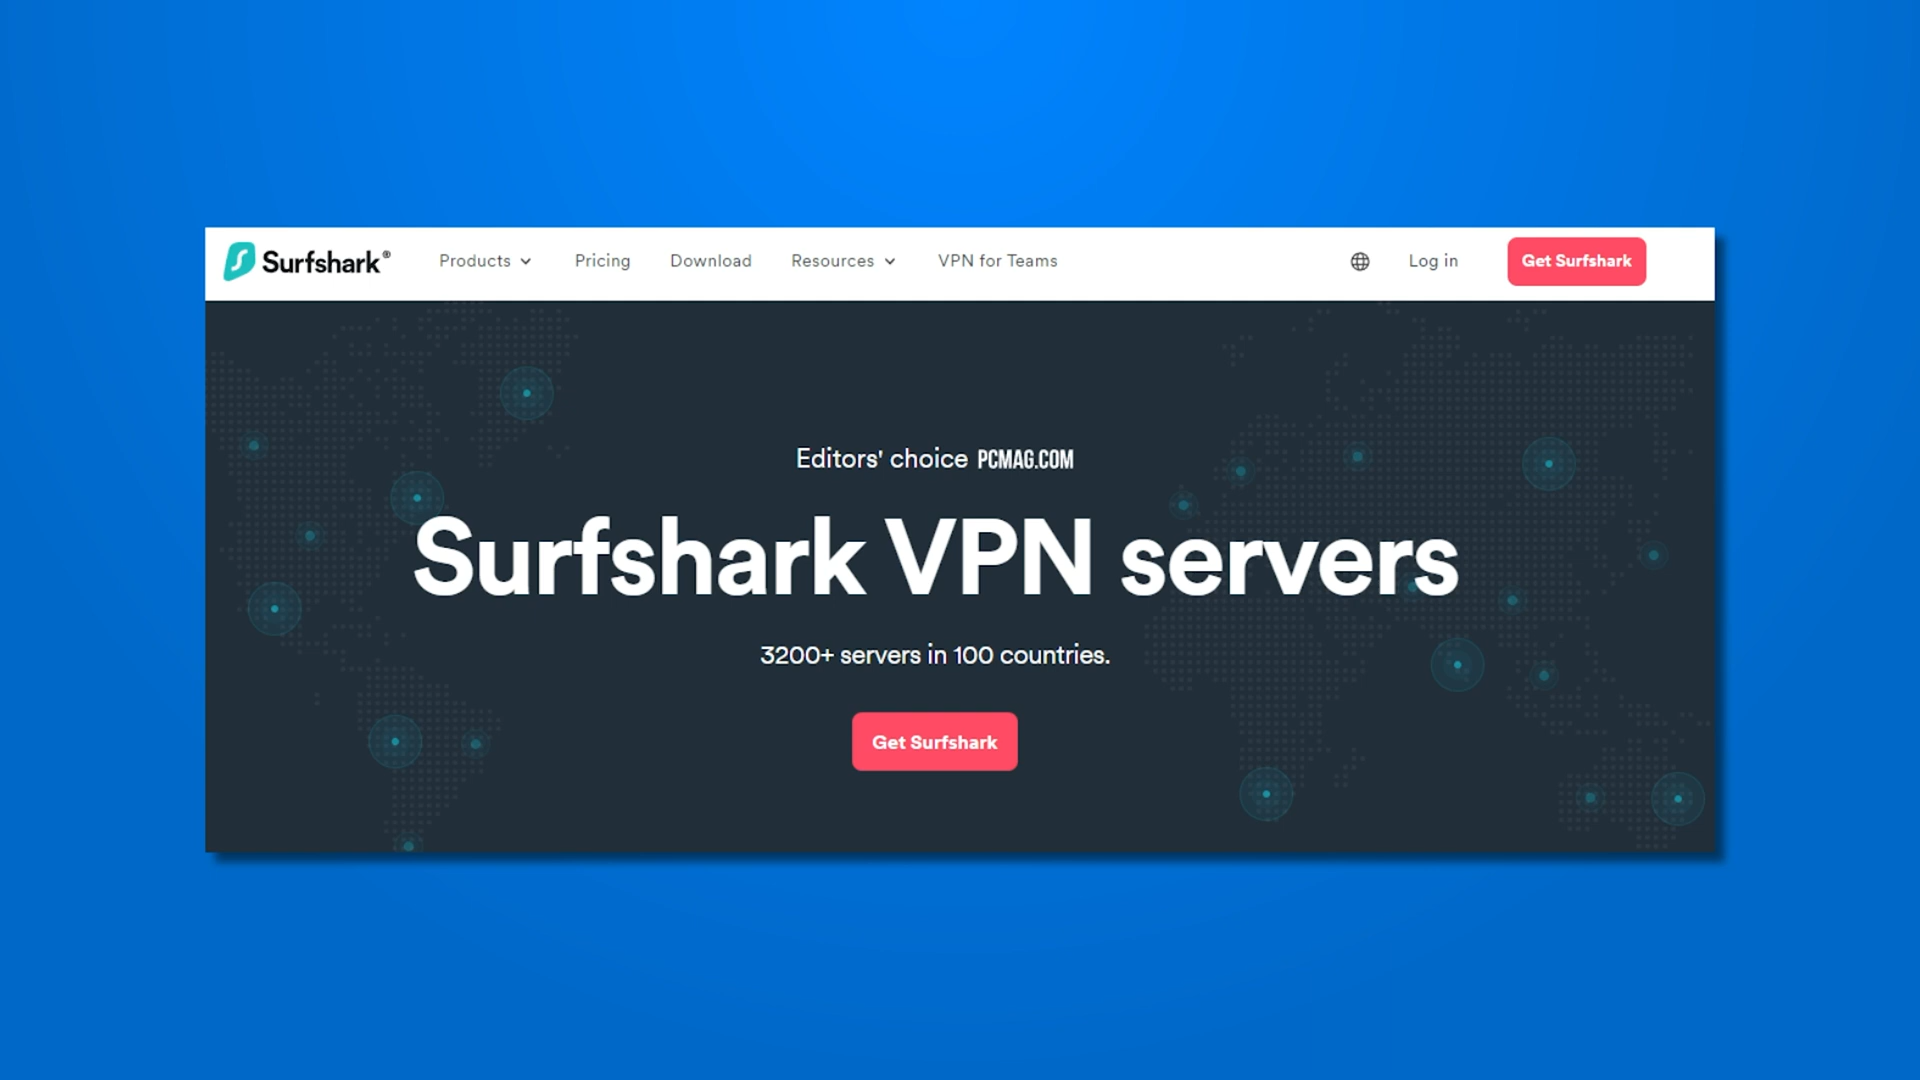 Surfshark®
Products Pricing Download Resources VPN for Teams Log in Get Surfshark
Editors' choice PCMAG.COM
Surfshark VPN servers
3200+ servers in 100 countries.
Get Surfshark